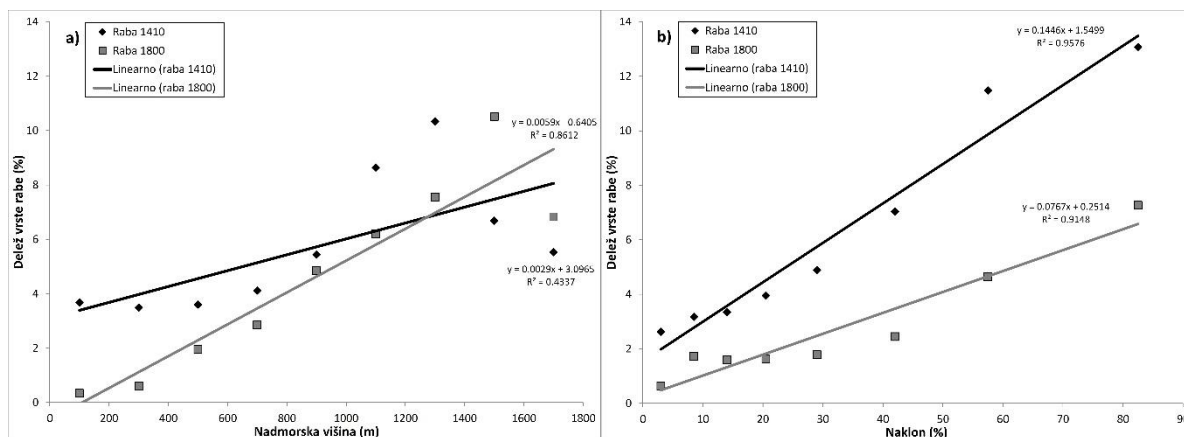 a)
Raba 1410
Raba 1800
Linearno (raba 1410)
Linearno (raba 1800)
y = 0.0059x 0.6405
R² = 0.8612
y = 0.0029x + 3.0965
R² = 0.4337
Delež vrste rabe (%)
14
12
10
8
6
4
2
0
0 200 400 600 800 1000 1200 1400 1600 1800
Nadmorska višina (m)
b)
Raba 1410
Raba 1800
Linearno (raba 1410)
Linearno (raba 1800)
y = 0.1446x + 1.5499
R² = 0.9576
y = 0.0767x + 0.2514
R² = 0.9148
Delež vrste rabe (%)
14
12
10
8
6
4
2
0
0 10 20 30 40 50 60 70 80 90
Naklon (%)